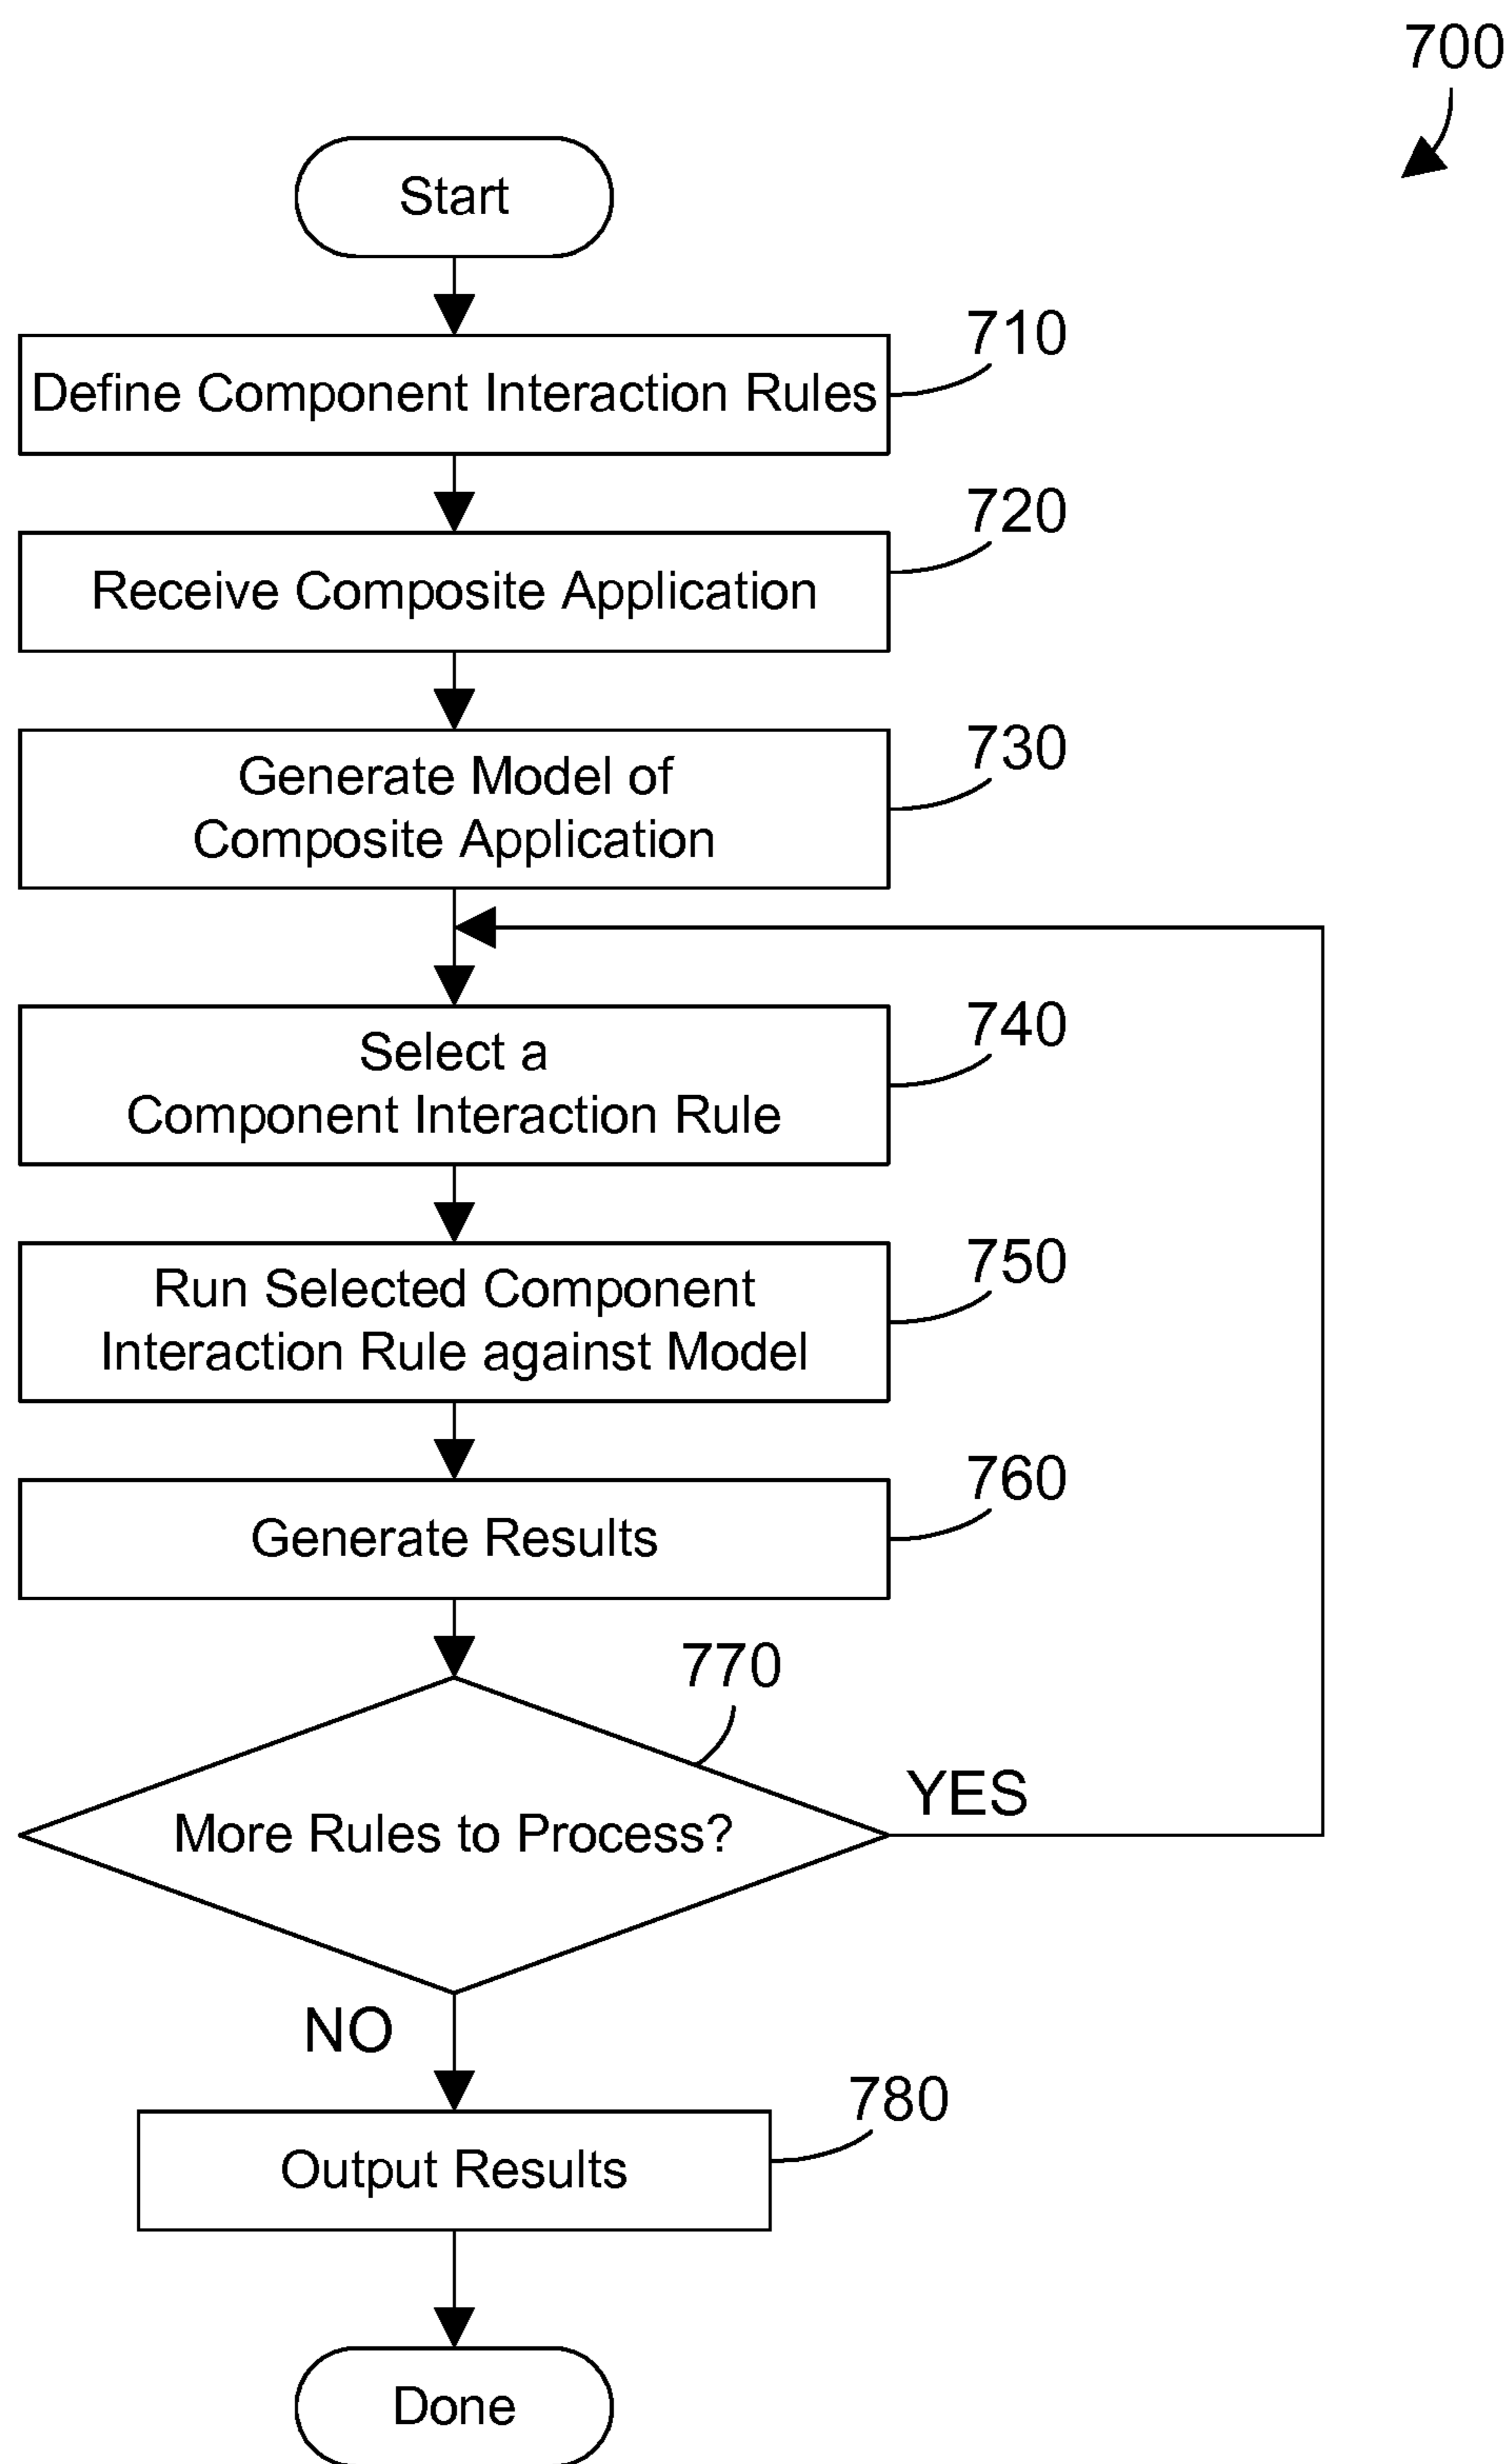 700
Start
710
Define Component Interaction Rules
720
Receive Composite Application
730
Generate Model of
Composite Application
740
Select a
Component Interaction Rule
750
Run Selected Component
Interaction Rule against Model
760
Generate Results
770
More Rules to Process?
YES
NO
780
Output Results
Done